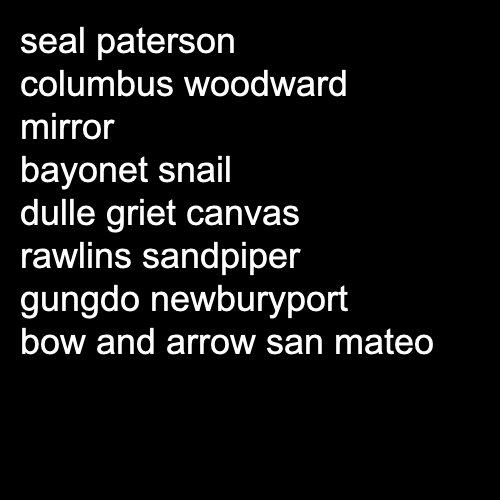 seal paterson
columbus woodward
mirror
bayonet snail
dulle griet canvas
rawlins sandpiper
gungdo newburyport
bow and arrow san mateo